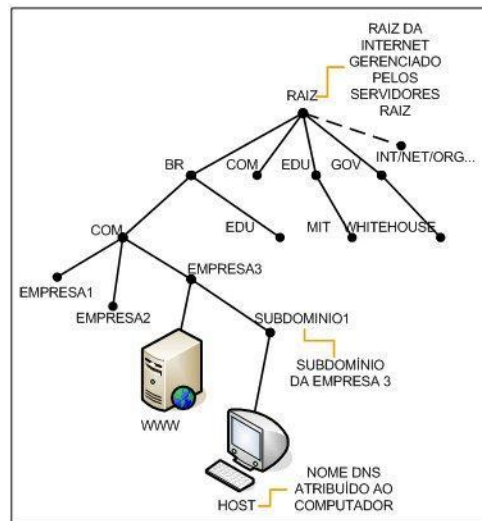 RAIZ DA
INTERNET
GERENCIADO
PELOS
SERVIDORES
RAIZ
RAIZ
INT/NET/ORG...
BR
COM
EDU
GOV
COM
EDU
MIT
WHITEHOUSE
EMPRESA1
EMPRESA2
EMPRESA3
SUBDOMINIO1
SUBDOMÍNIO
DA EMPRESA 3
WWW
NOME DNS
ATRIBUÍDO AO
COMPUTADOR
HOST